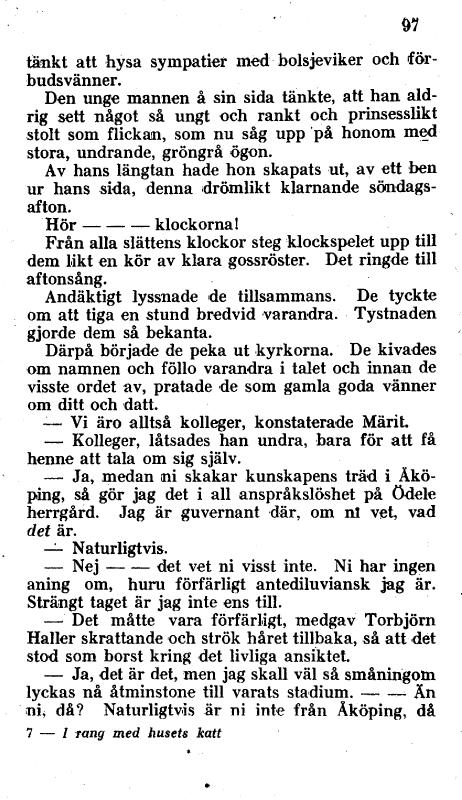 97
tänkt att hysa sympatier med bolsjeviker och för-
budsvänner.
Den unge mannen å sin sida tänkte, att han ald-
rig sett något så ungt och rankt och prinsesslikt
stolt som flickan, som nu såg upp på honom med
stora, undrande, gröngrå ögon.
Av hans längtan hade hon skapats ut, av ett ben
ur hans sida, denna drömlikt klarnande söndags-
afton.
Hör — — — klockorna!
Från alla slättens klockor steg klockspelet upp till
dem likt en kör av klara gossröster. Det ringde till
aftonsång.
Andäktigt lyssnade de tillsammans. De tyckte
om att tiga en stund bredvid varandra. Tystnaden
gjorde dem så bekanta.
Därpå började de peka ut kyrkorna. De kivades
om namnen och föllo varandra i talet och innan de
visste ordet av, pratade de som gamla goda vänner
om ditt och datt.
— Vi äro alltså kolleger, konstaterade Märit.
— Kolleger, låtsades han undra, bara för att få
henne att tala om sig själv.
— Ja, medan ni skakar kunskapens träd i Åkö-
ping, så gör jag det i all anspråkslöshet på Ödele
herrgård. Jag är guvernant där, om ni vet, vad
det är.
— Naturligtvis.
— Nej — — det vet ni visst inte. Ni har ingen
aning om, huru förfärligt antediluviansk jag är.
Strängt taget är jag inte ens till.
— Det måtte vara förfärligt, medgav Torbjörn
Haller skrattande och strök håret tillbaka, så att det
stod som borst kring det livliga ansiktet.
— Ja, det är det, men jag skall väl så småningom
lyckas nå åtminstone till varats stadium. — — Än
ni, då? Naturligtvis är ni inte från Åköping, då
7 — I rang med husets katt